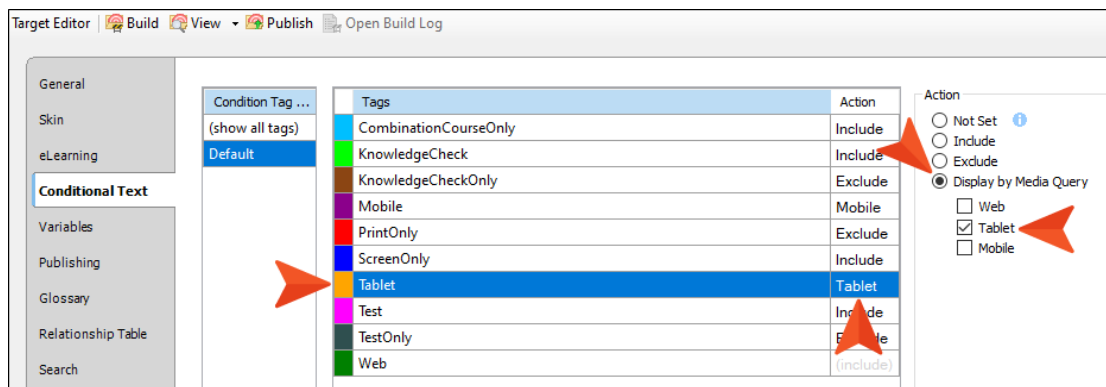 Target Editor Build View Publish Open Build Log
General
Skin
eLearning
Conditional Text
Variables
Publishing
Glossary
Relationship Table
Search
Condition Tag ...
(show all tags)
Default
Tags Action
CombinationCourseOnly Include
KnowledgeCheck Include
KnowledgeCheckOnly Exclude
Mobile Mobile
PrintOnly Exclude
ScreenOnly Include
Tablet Tablet
Test
TestOnly
Web (include)
Action
Not Set
Include
Exclude
Display by Media Query
Web
Tablet
Mobile